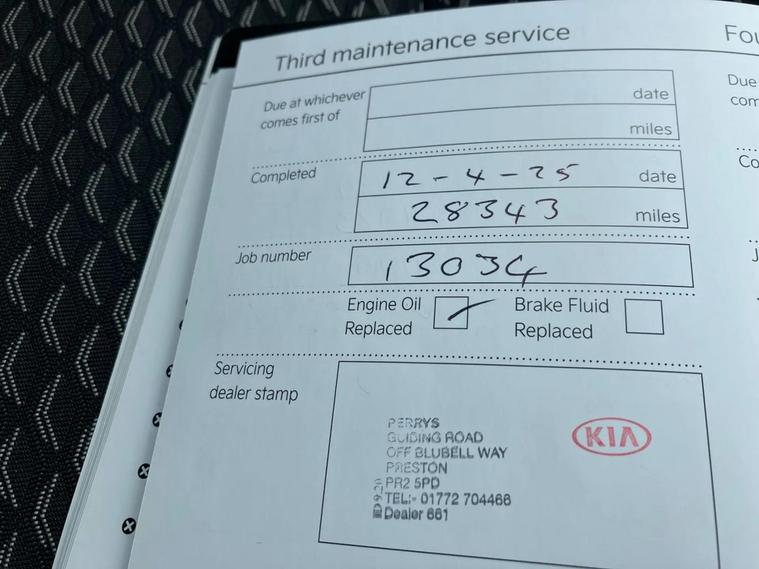 Third maintenance service
Fou
Due at whichever
comes first of
date
miles
Due
com
Completed
12-4-25
date
28343
miles
Co
Job number
13034
J
Engine Oil
Replaced
Brake Fluid
Replaced
Servicing
dealer stamp
PERRYS
GUIDING ROAD
OFF BLUBELL WAY
PRESTON
PR2 5PD
TEL:- 01772 704466
Dealer 661
KIA